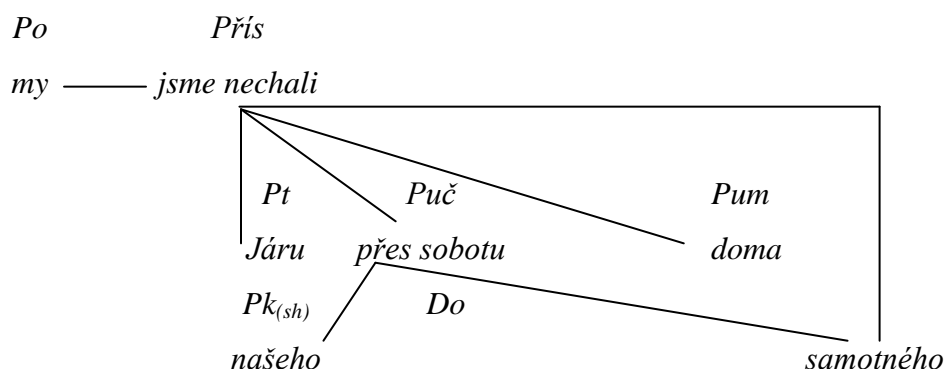 Po Přís
my jsme nechali
Pt Puč Pum
Járu přes sobotu doma
Pk(sh) Do
našeho samotného